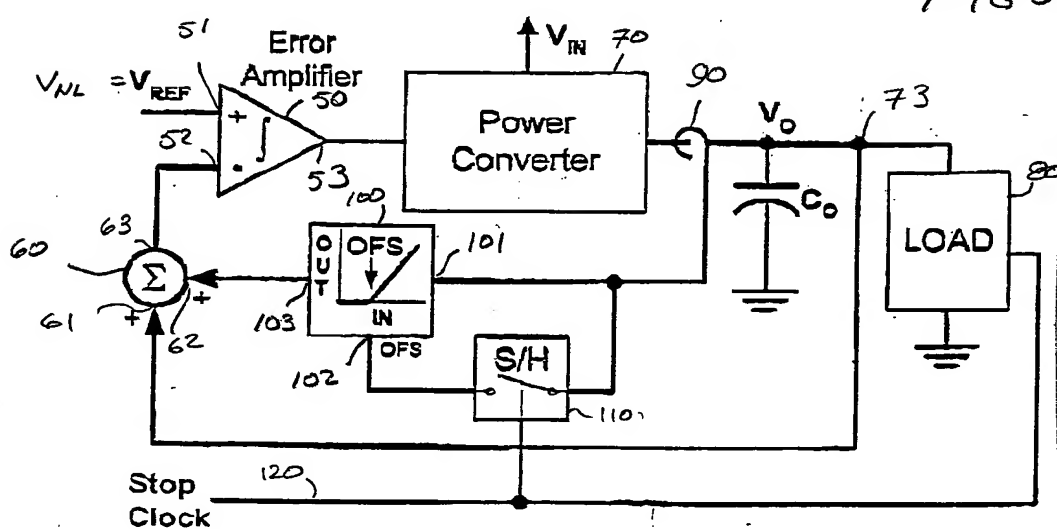 51
Error
Amplifier
50
V_NL = V_REF
+
52
-
∫
53
V_IN
70
Power
Converter
90
V_O
73
C_O
80
LOAD
100
OUT
OFS
IN
101
103
OFS
102
63
60
Σ
61
+
+
62
S/H
110
120
Stop
Clock